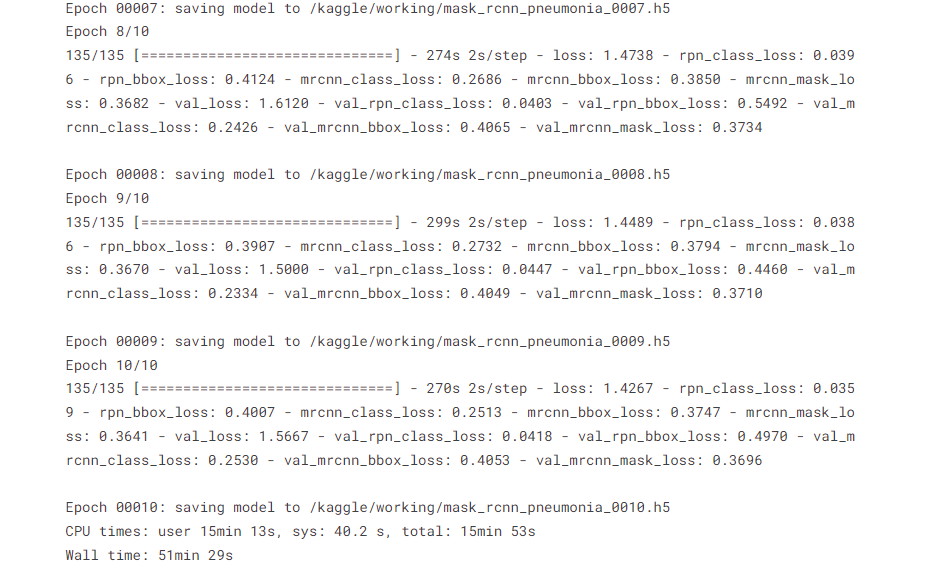 Epoch 00007: saving model to /kaggle/working/mask_rcnn_pneumonia_0007.h5
Epoch 8/10
135/135 [==============================] - 274s 2s/step - loss: 1.4738 - rpn_class_loss: 0.039
6 - rpn_bbox_loss: 0.4124 - mrcnn_class_loss: 0.2686 - mrcnn_bbox_loss: 0.3850 - mrcnn_mask_lo
ss: 0.3682 - val_loss: 1.6120 - val_rpn_class_loss: 0.0403 - val_rpn_bbox_loss: 0.5492 - val_m
rcnn_class_loss: 0.2426 - val_mrcnn_bbox_loss: 0.4065 - val_mrcnn_mask_loss: 0.3734
Epoch 00008: saving model to /kaggle/working/mask_rcnn_pneumonia_0008.h5
Epoch 9/10
135/135 [==============================] - 299s 2s/step - loss: 1.4489 - rpn_class_loss: 0.038
6 - rpn_bbox_loss: 0.3907 - mrcnn_class_loss: 0.2732 - mrcnn_bbox_loss: 0.3794 - mrcnn_mask_lo
ss: 0.3670 - val_loss: 1.5000 - val_rpn_class_loss: 0.0447 - val_rpn_bbox_loss: 0.4460 - val_m
rcnn_class_loss: 0.2334 - val_mrcnn_bbox_loss: 0.4049 - val_mrcnn_mask_loss: 0.3710
Epoch 00009: saving model to /kaggle/working/mask_rcnn_pneumonia_0009.h5
Epoch 10/10
135/135 [==============================] - 270s 2s/step - loss: 1.4267 - rpn_class_loss: 0.035
9 - rpn_bbox_loss: 0.4007 - mrcnn_class_loss: 0.2513 - mrcnn_bbox_loss: 0.3747 - mrcnn_mask_lo
ss: 0.3641 - val_loss: 1.5667 - val_rpn_class_loss: 0.0418 - val_rpn_bbox_loss: 0.4970 - val_m
rcnn_class_loss: 0.2530 - val_mrcnn_bbox_loss: 0.4053 - val_mrcnn_mask_loss: 0.3696
Epoch 00010: saving model to /kaggle/working/mask_rcnn_pneumonia_0010.h5
CPU times: user 15min 13s, sys: 40.2 s, total: 15min 53s
Wall time: 51min 29s